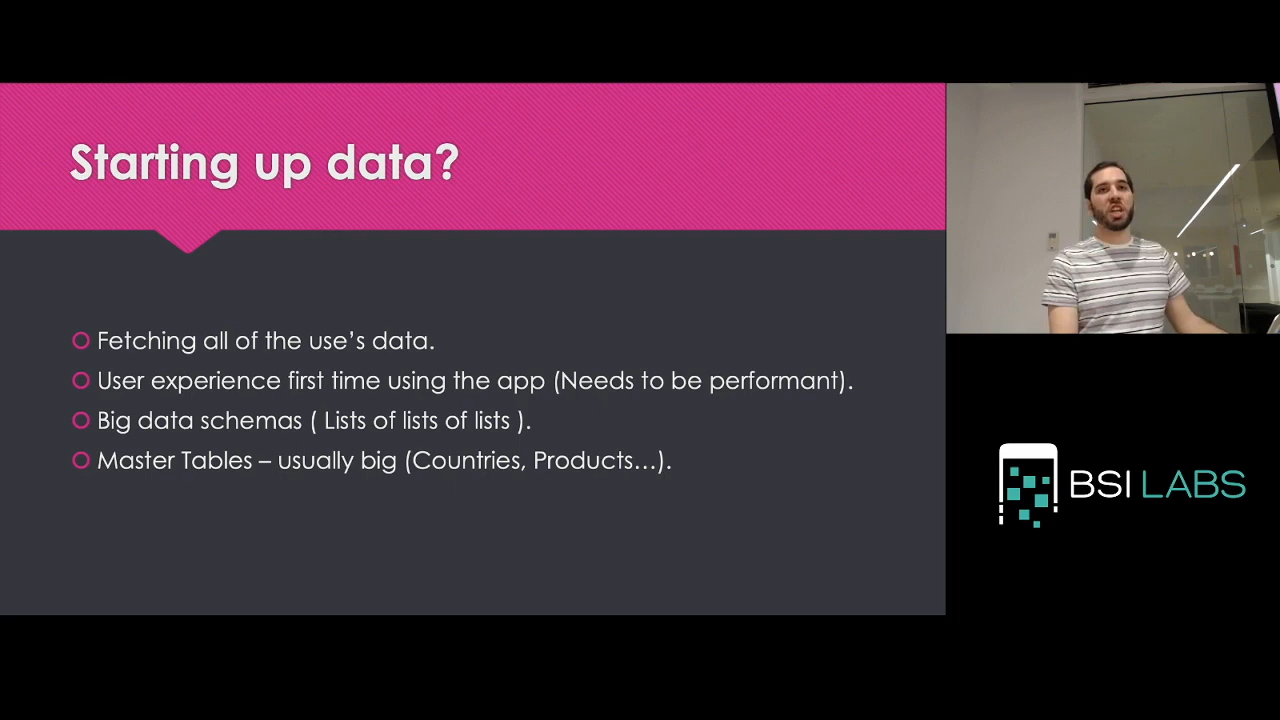 Starting up data?
Fetching all of the use's data.
User experience first time using the app (Needs to be performant).
Big data schemas ( Lists of lists of lists ).
Master Tables – usually big (Countries, Products…).
BSI LABS